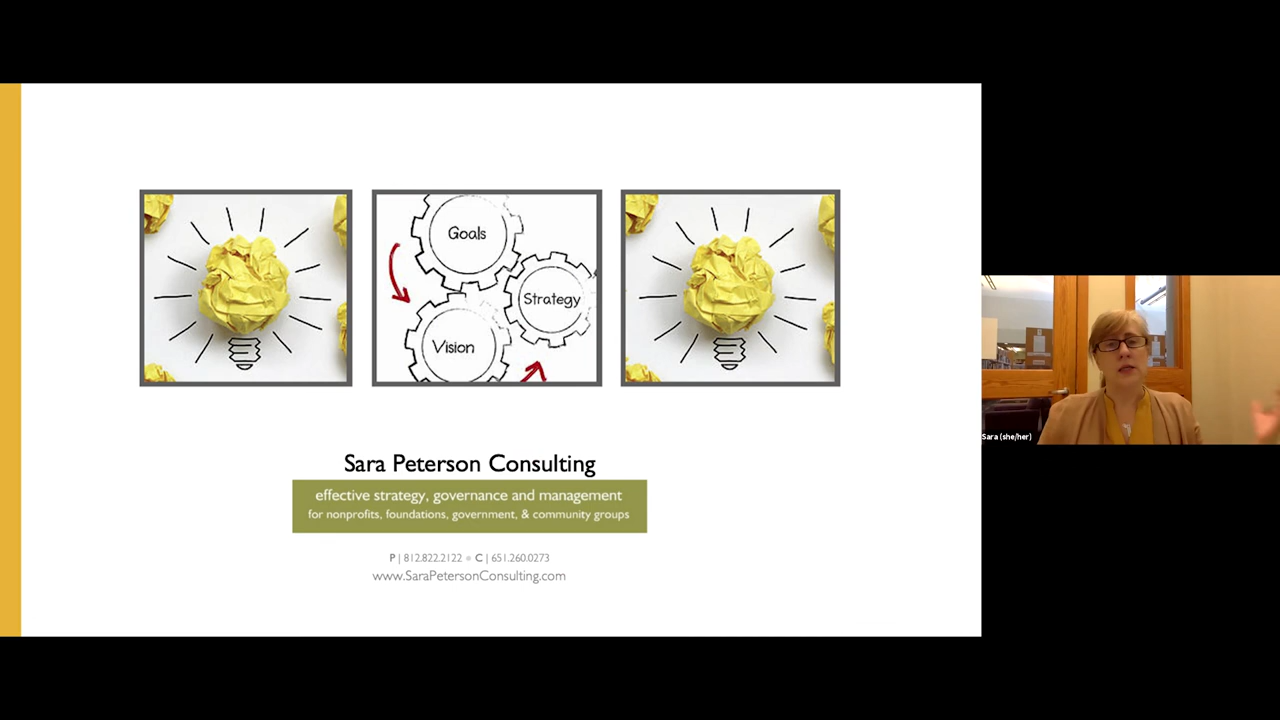 Goals
Strategy
Vision
Sara Peterson Consulting
effective strategy, governance and management
for nonprofits, foundations, government, & community groups
P | 812.822.2122 • C | 651.260.0273
www.SaraPetersonConsulting.com
Sara (she/her)